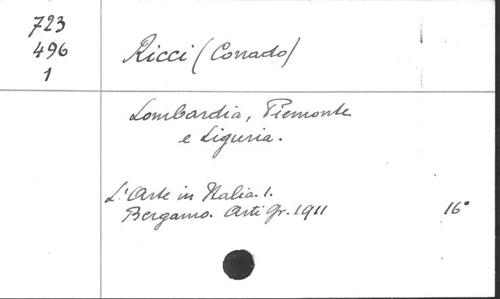 723
496
1
Ricci (Corrado)
Lombardia, Piemonte
e Liguria.
L'Arte in Italia. 1.
Bergamo. Arti Gr. 1911 16°